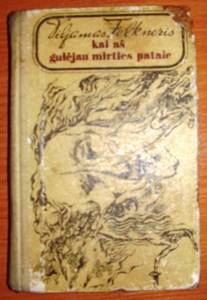 Viljamas Folkneris
kai aš
gulėjau mirties patale